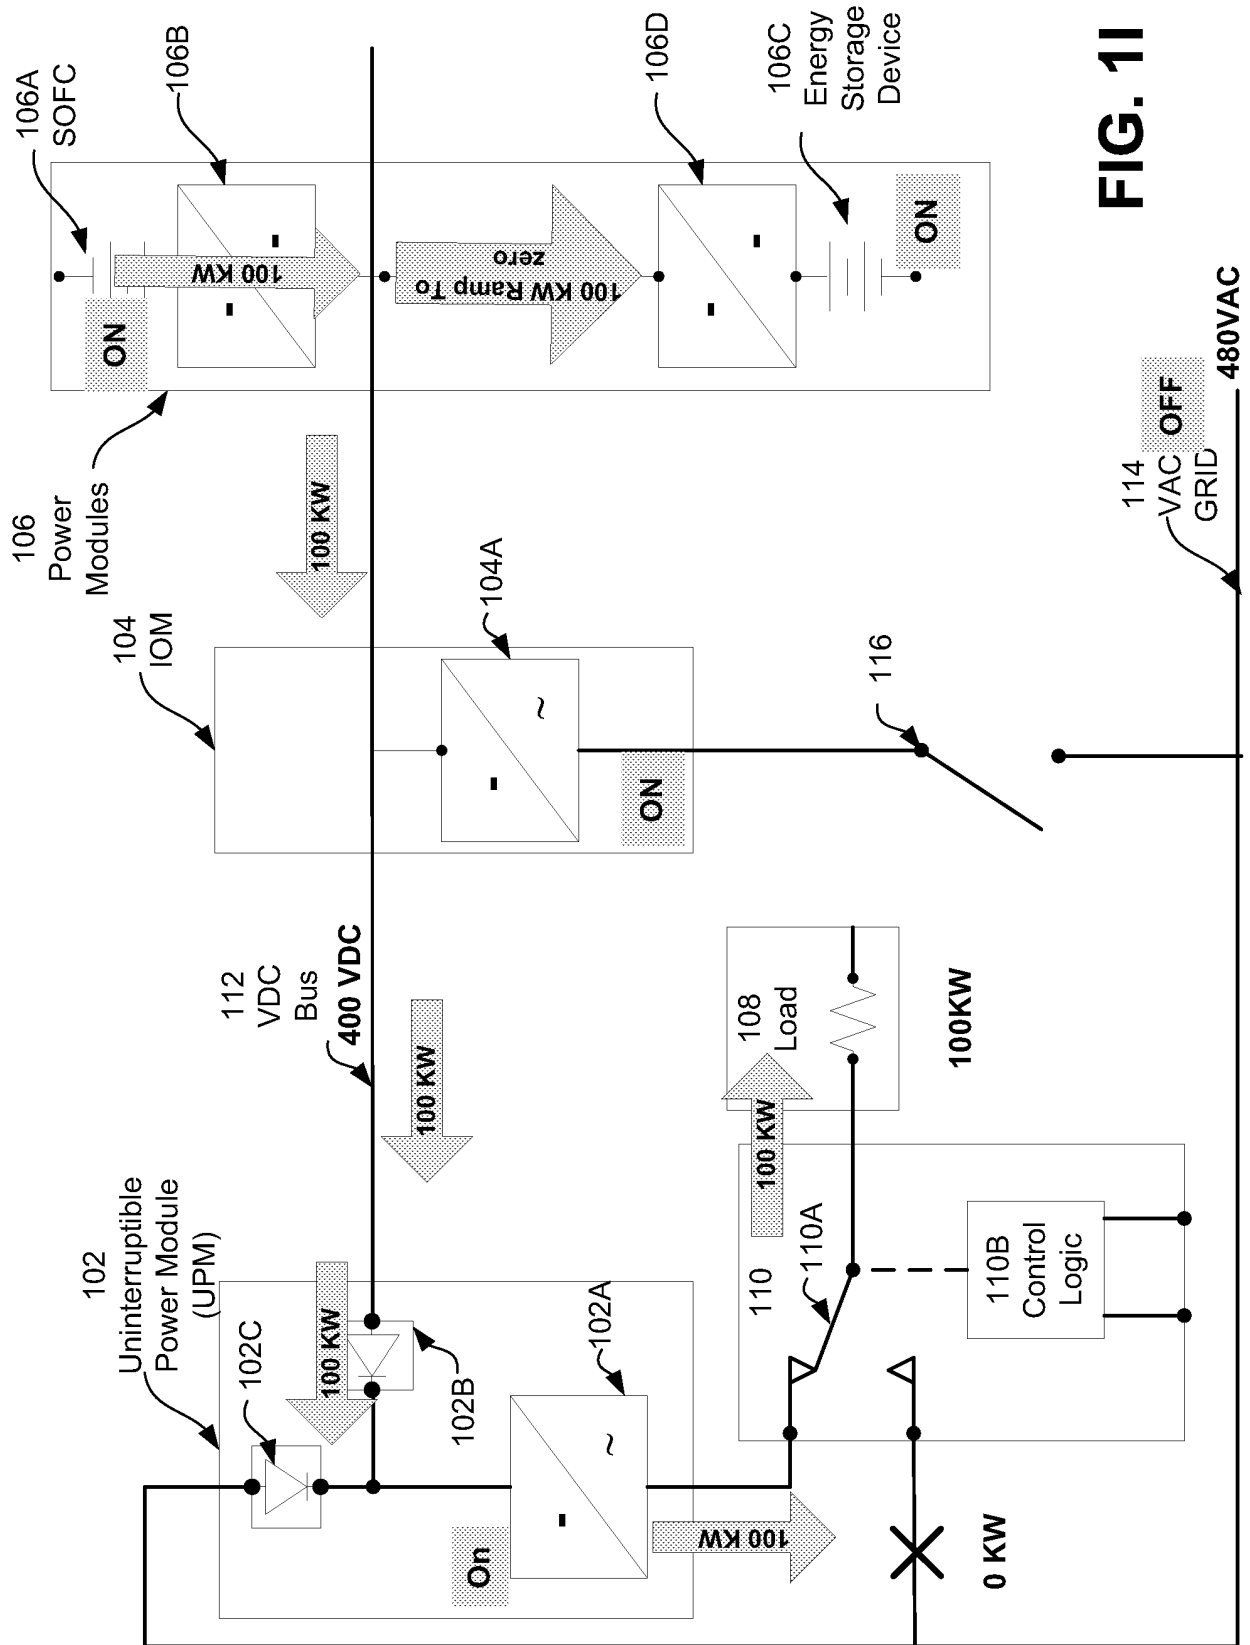 102
Uninterruptible
Power Module
(UPM)
102C
100 KW
102B
On
102A
100 KW
112
VDC
Bus
400 VDC
100 KW
104
IOM
104A
ON
100 KW
106
Power
Modules
106A
SOFC
ON
100 KW
106B
100 KW Ramp To
zero
106D
106C
Energy
Storage
Device
ON
110
110A
100 KW
108
Load
100KW
110B
Control
Logic
0 KW
116
114
VAC
GRID
OFF
480VAC
FIG. 1I